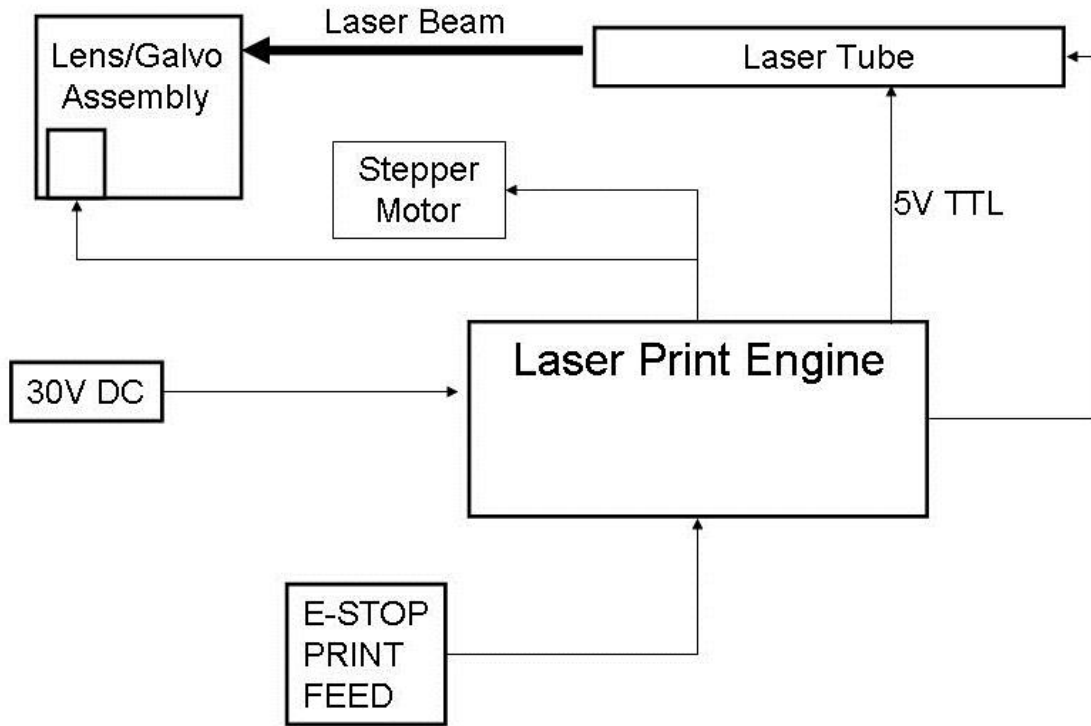 Laser Beam
Lens/Galvo
Assembly
Laser Tube
Stepper
Motor
5V TTL
Laser Print Engine
30V DC
E-STOP
PRINT
FEED